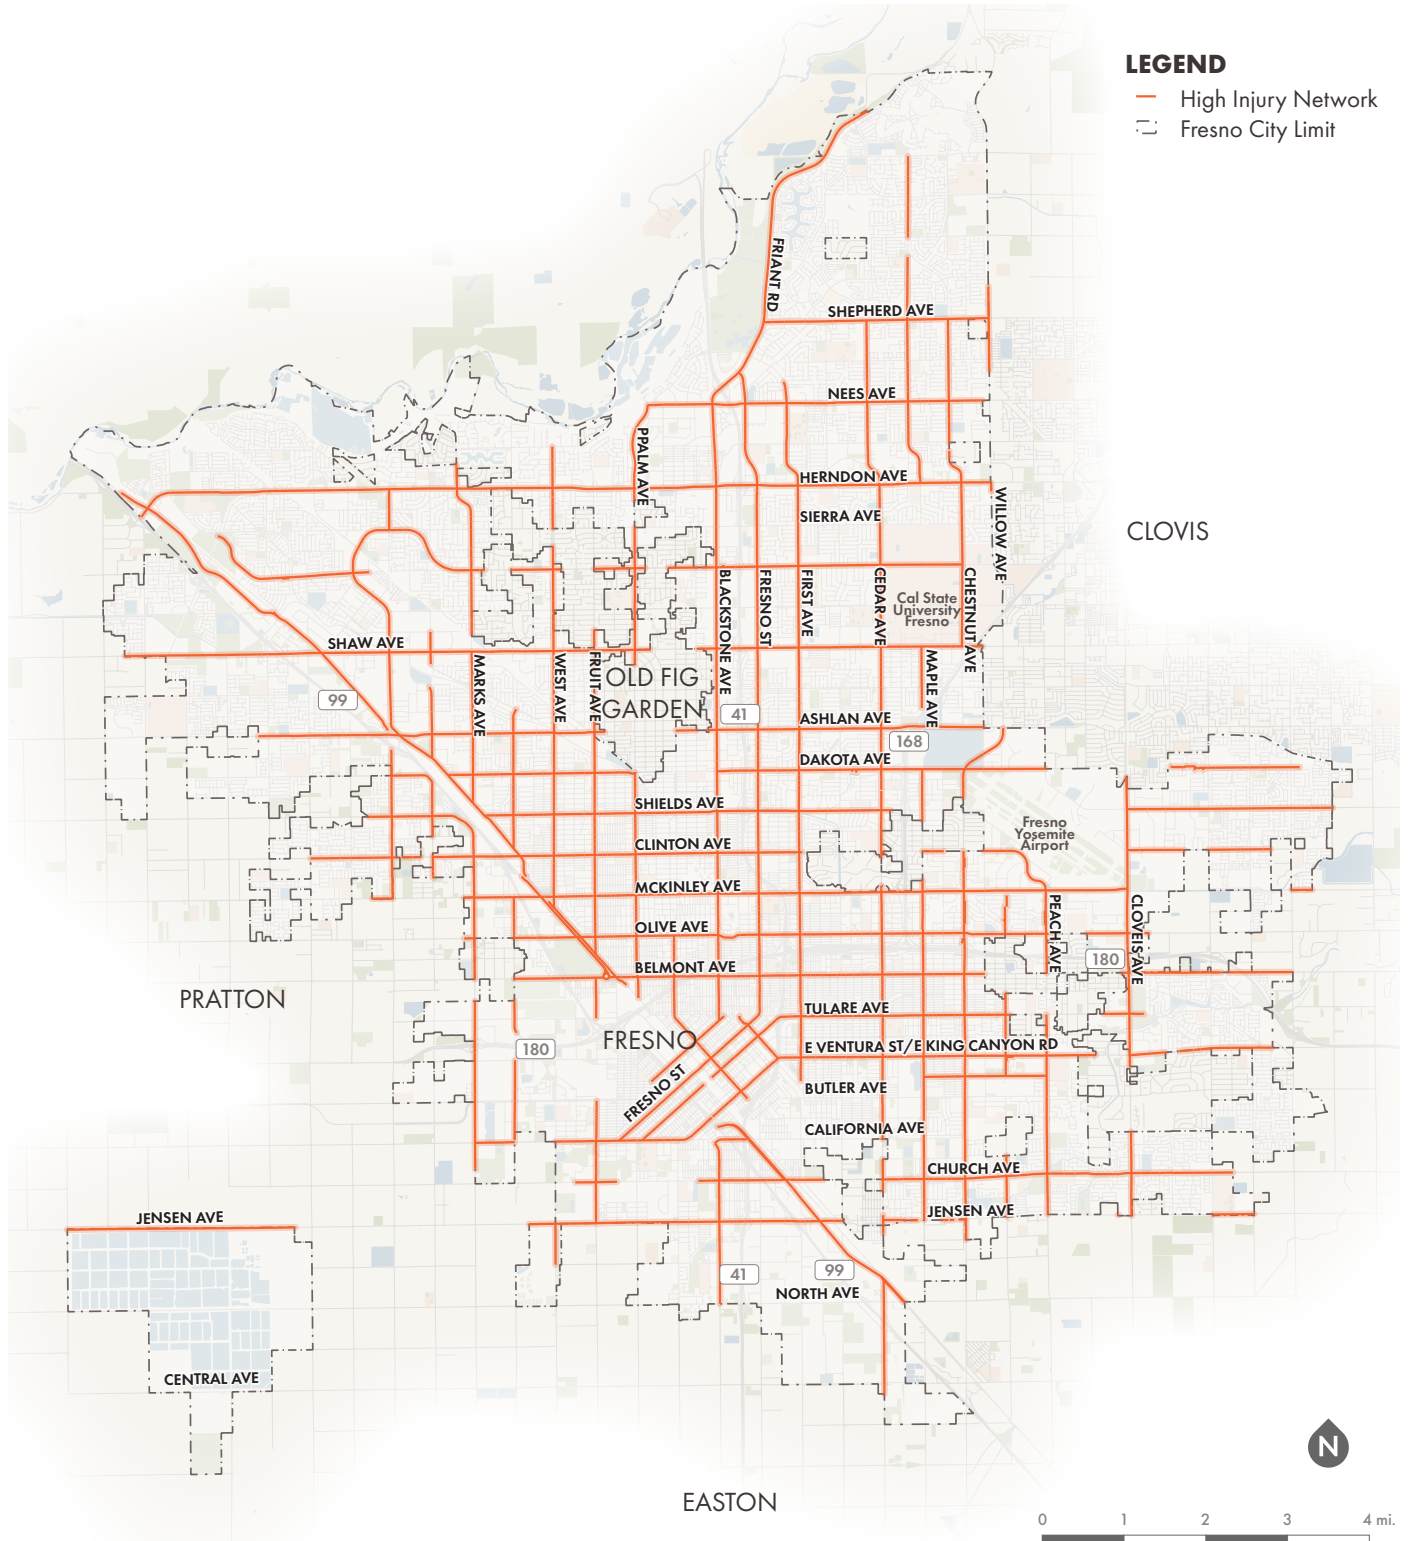 LEGEND
High Injury Network
Fresno City Limit
FRIANT RD
SHEPHERD AVE
NEES AVE
PPALM AVE
HERNDON AVE
SIERRA AVE
WILLOW AVE
CLOVIS
BLACKSTONE AVE
FRESNO ST
FIRST AVE
CEDAR AVE
CHESTNUT AVE
Cal State
University
Fresno
SHAW AVE
MARKS AVE
WEST AVE
FRUIT AVE
MAPLE AVE
OLD FIG
GARDEN
99
41
ASHLAN AVE
168
DAKOTA AVE
SHIELDS AVE
Fresno
Yosemite
Airport
CLINTON AVE
MCKINLEY AVE
PEACH AVE
CLOVEIS AVE
OLIVE AVE
180
BELMONT AVE
PRATTON
TULARE AVE
FRESNO
180
E VENTURA ST/E KING CANYON RD
FRESNO ST
BUTLER AVE
CALIFORNIA AVE
CHURCH AVE
JENSEN AVE
JENSEN AVE
41
99
NORTH AVE
CENTRAL AVE
N
EASTON
0 1 2 3 4 mi.